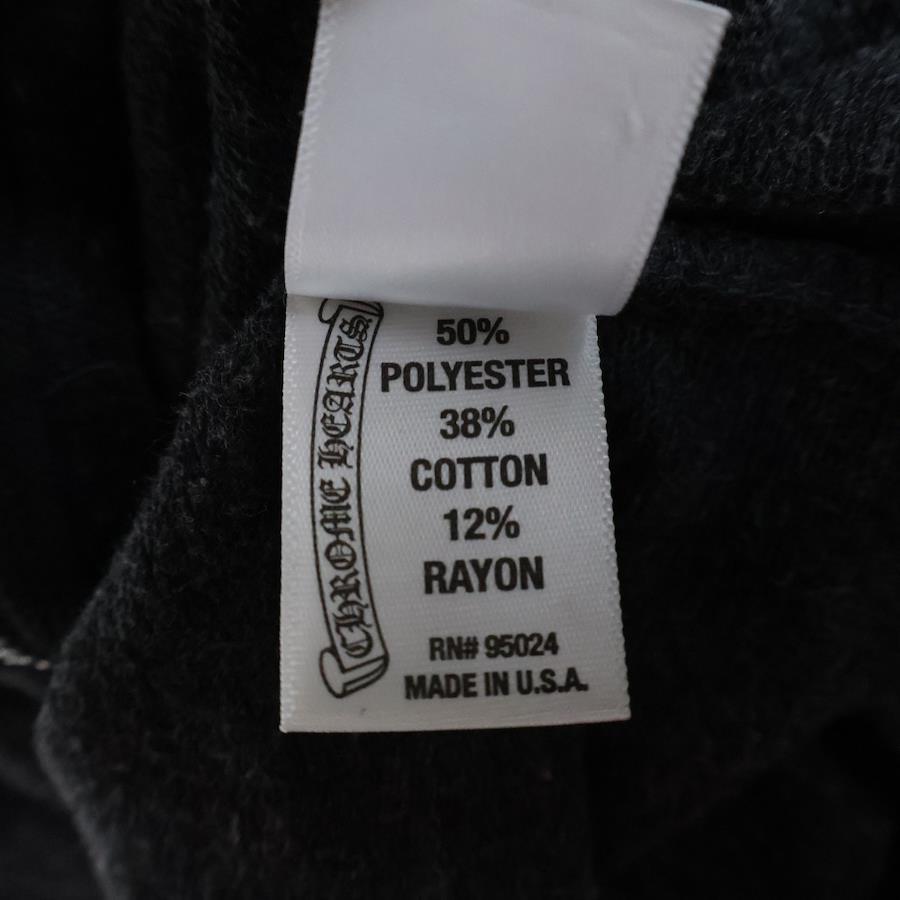 CHROME HEARTS
50%
POLYESTER
38%
COTTON
12%
RAYON
RN# 95024
MADE IN U.S.A.